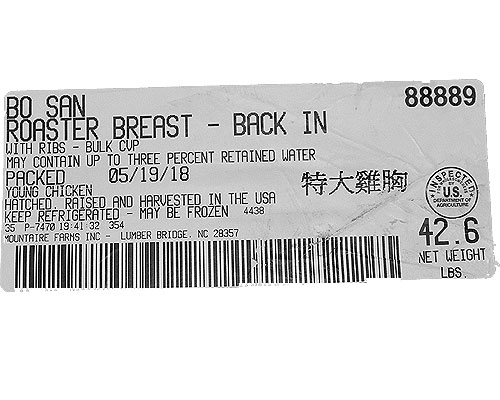 BO SAN
88889
ROASTER BREAST - BACK IN
WITH RIBS - BULK CVP
MAY CONTAIN UP TO THREE PERCENT RETAINED WATER
PACKED 05/19/18
特大雞胸
YOUNG CHICKEN
HATCHED, RAISED AND HARVESTED IN THE USA
KEEP REFRIGERATED - MAY BE FROZEN 4438
35 P-7470 19:41:32 354
MOUNTAIRE FARMS INC - LUMBER BRIDGE, NC 28357
INSPECTED
U.S.
DEPARTMENT OF
AGRICULTURE
42.6
NET WEIGHT
LBS.